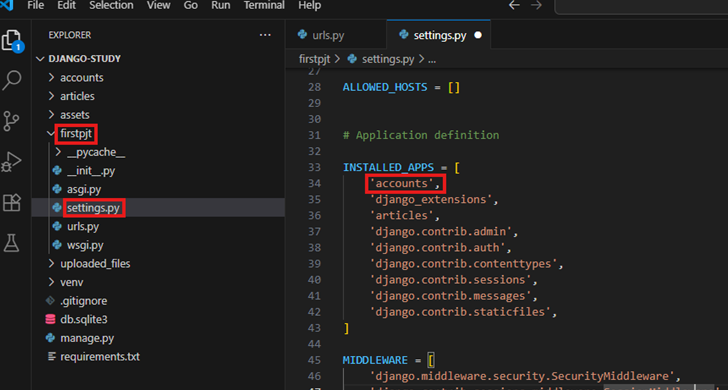 File Edit Selection View Go Run Terminal Help
EXPLORER
DJANGO-STUDY
accounts
articles
assets
firstpjt
__pycache__
__init__.py
asgi.py
settings.py
urls.py
wsgi.py
uploaded_files
venv
.gitignore
db.sqlite3
manage.py
requirements.txt
1
urls.py settings.py
firstpjt > settings.py > ...
27
28 ALLOWED_HOSTS = []
29
30
31 # Application definition
32
33 INSTALLED_APPS = [
34 'accounts',
35 'django_extensions',
36 'articles',
37 'django.contrib.admin',
38 'django.contrib.auth',
39 'django.contrib.contenttypes',
40 'django.contrib.sessions',
41 'django.contrib.messages',
42 'django.contrib.staticfiles',
43 ]
44
45 MIDDLEWARE = [
46 'django.middleware.security.SecurityMiddleware',